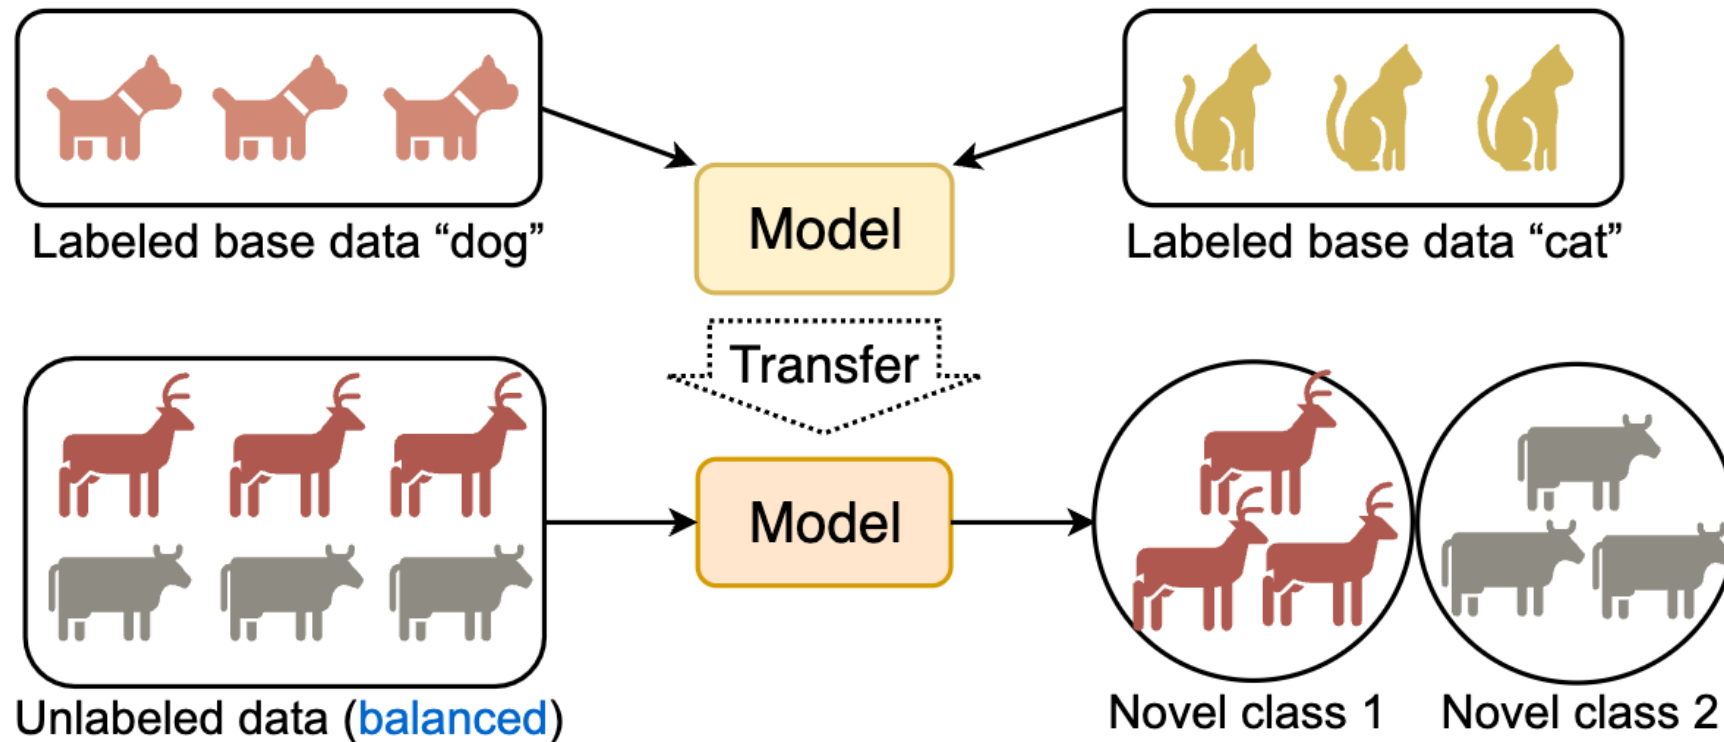 Labeled base data “dog”
Model
Labeled base data “cat”
Transfer
Model
Unlabeled data (balanced)
Novel class 1
Novel class 2